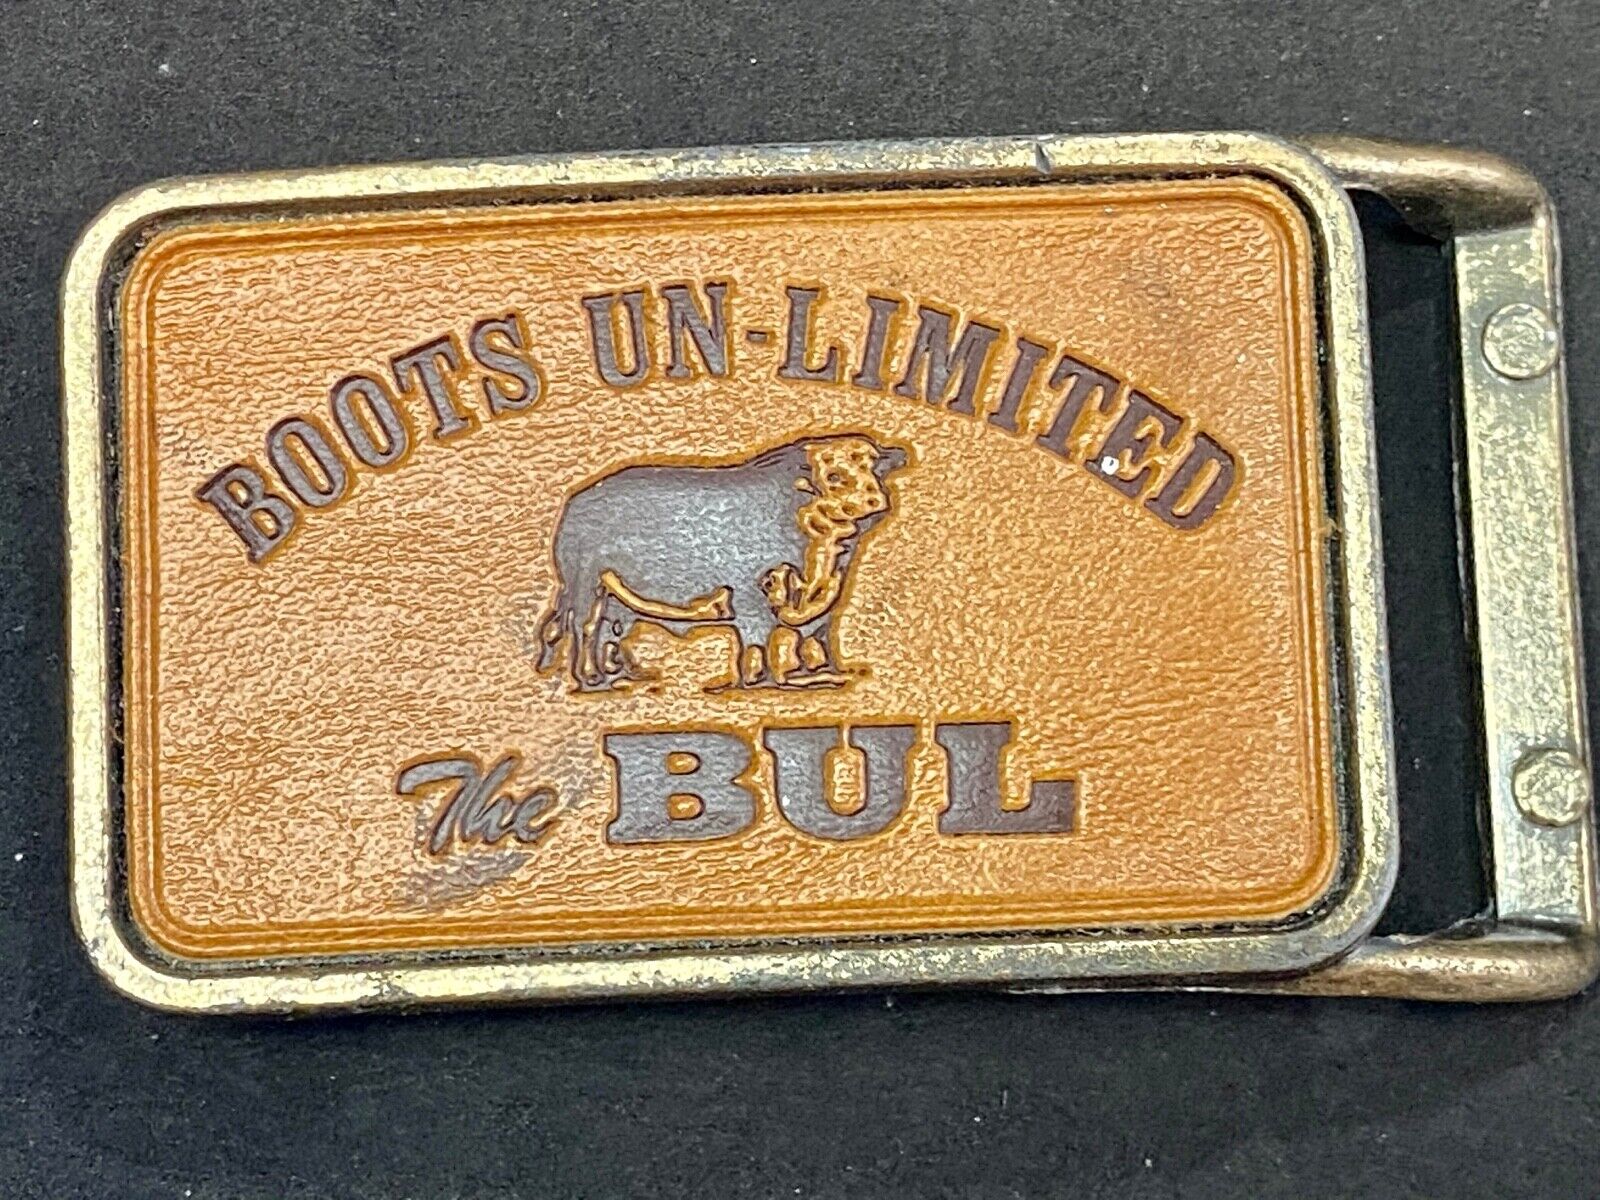 BOOTS UN-LIMITED
The BUL